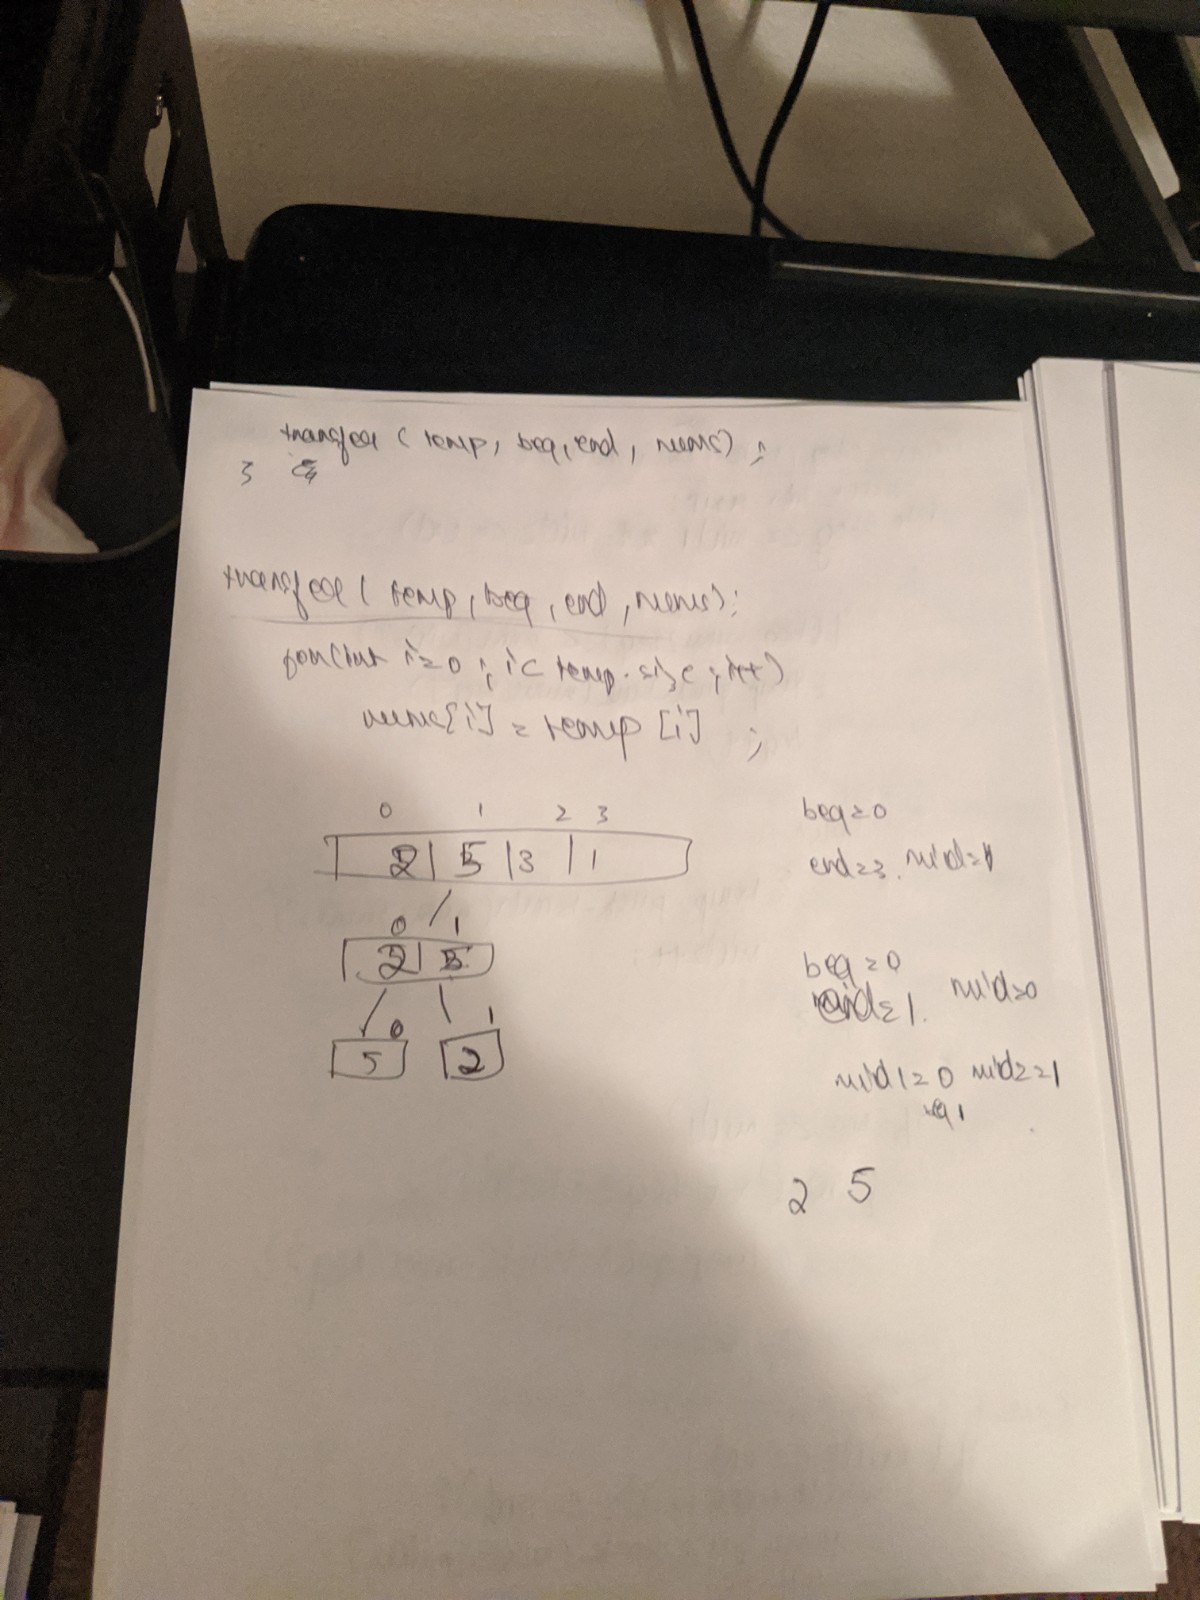 transfer (temp, beg, end, nums);
}
transfer (temp, beg, end, nums);
for(int i=0; i< temp.size; i++)
nums[i] = temp [i] ;
0 1 2 3
2 5 3 1
beg=0
end=3. mid=1
0 1
2 5
beg=0
end=1. mid=0
0 1
5 2
mid1=0 mid2=1
2 5